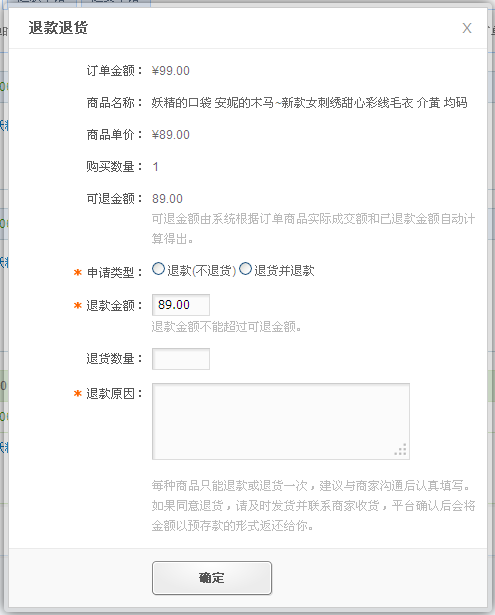 退款退货
X
订单金额： ¥99.00
商品名称： 妖精的口袋 安妮的木马~新款女刺绣甜心彩线毛衣 介黄 均码
商品单价： ¥89.00
购买数量： 1
可退金额： 89.00
可退金额由系统根据订单商品实际成交额和已退款金额自动计
算得出。
* 申请类型： 退款(不退货) 退货并退款
* 退款金额： 89.00
退款金额不能超过可退金额。
退货数量：
* 退款原因：
每种商品只能退款或退货一次，建议与商家沟通后认真填写。
如果同意退货，请及时发货并联系商家收货，平台确认后会将
金额以预存款的形式返还给你。
确定